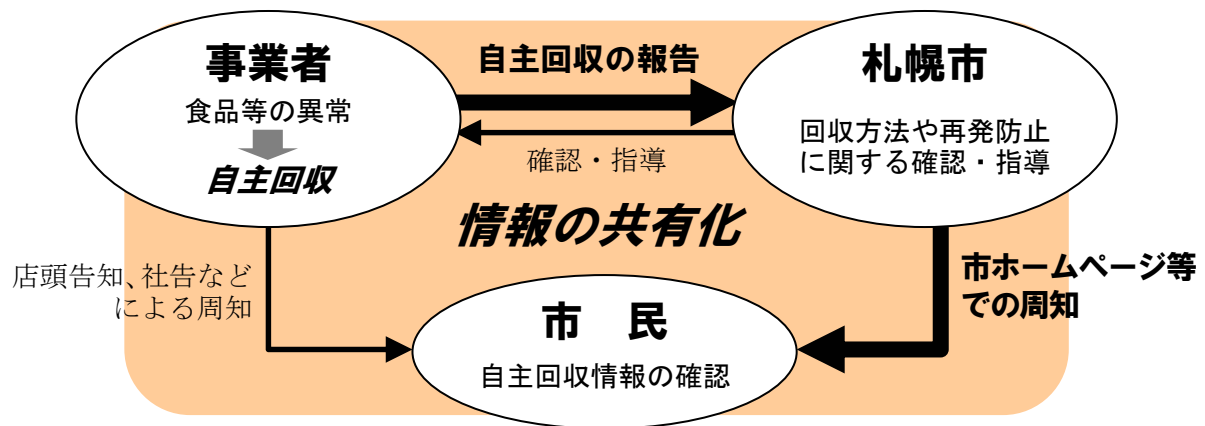 事業者
食品等の異常
自主回収
自主回収の報告
確認・指導
札幌市
回収方法や再発防止
に関する確認・指導
情報の共有化
店頭告知、社告など
による周知
市ホームページ等
での周知
市　民
自主回収情報の確認